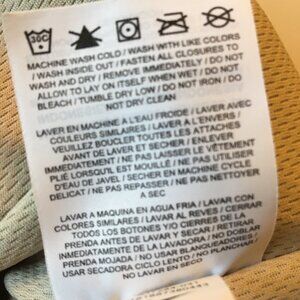 30C
MACHINE WASH COLD / WASH WITH LIKE COLORS
/ WASH INSIDE OUT / FASTEN ALL CLOSURES TO
WASH AND DRY / REMOVE IMMEDIATELY / DO NOT
ALLOW TO LAY ON ITSELF WHEN WET / DO NOT
BLEACH / TUMBLE DRY LOW / DO NOT IRON / DO
NOT DRY CLEAN
LAVER EN MACHINE A L'EAU FROIDE / LAVER AVEC
COULEURS SIMILAIRES / LAVER A L'ENVERS /
VEUILLEZ BOUCLER TOUTES LES ATTACHES
AVANT DE LAVER ET SECHER / ENLEVER
IMMEDIATEMENT / NE PAS LAISSER LE VÊTEMENT
PLIÉ LORSQU'IL EST MOUILLÉ / NE PAS UTILISER
D'EAU DE JAVEL / SECHER EN MACHINE CYCLE
DELICAT / NE PAS REPASSER / NE PAS NETTOYER
A SEC
LAVAR A MAQUINA EN AGUA FRIA / LAVAR CON
COLORES SIMILARES / LAVAR AL REVES / CERRAR
TODOS LOS BOTONES Y/O CIERRES DE LA
PRENDA ANTES DE LAVAR Y SECAR / RETIRAR
INMEDIATAMENTE DE LA LAVADORA / NO DOBLAR
PRENDA MOJADA / NO USAR BLANQUEADOR /
USAR SECADORA CICLO LENTO / NO PLANCHAR /
NO LAVAR EN SECO